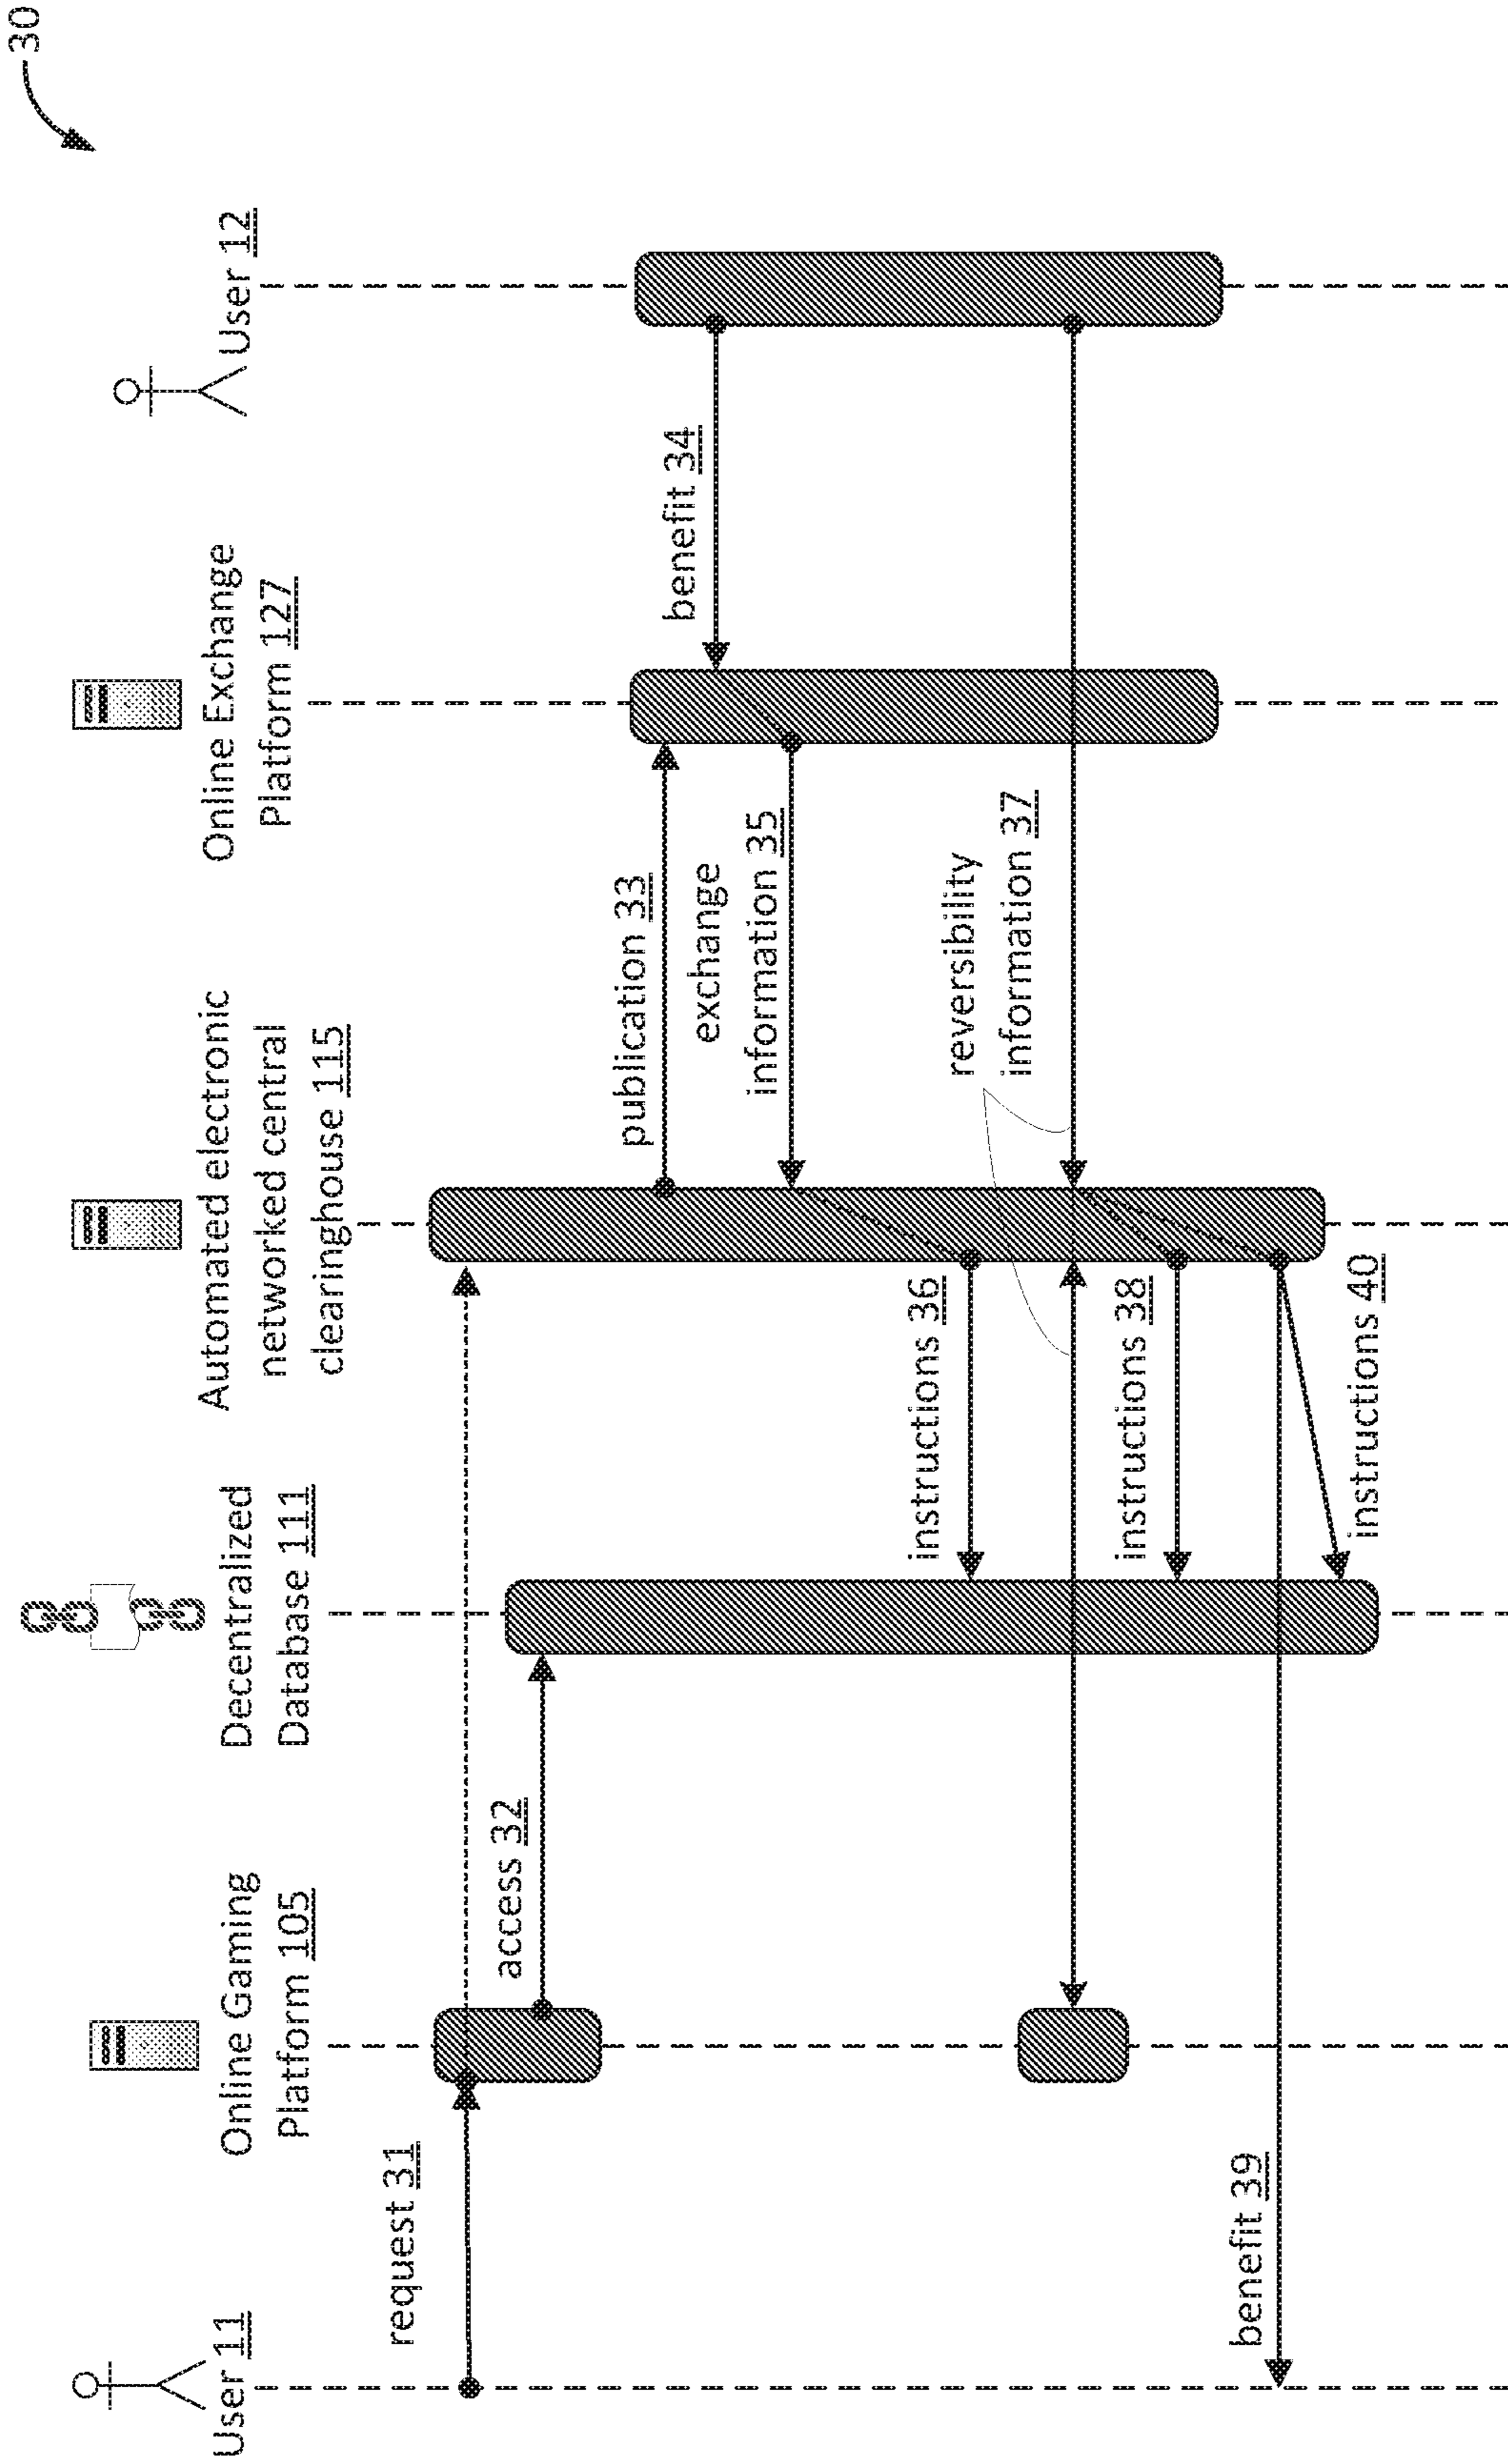 30
User 11
Online Gaming
Platform 105
Decentralized
Database 111
Automated electronic
networked central
clearinghouse 115
Online Exchange
Platform 127
User 12
request 31
access 32
publication 33
benefit 34
exchange
information 35
instructions 36
reversibility
information 37
instructions 38
benefit 39
instructions 40